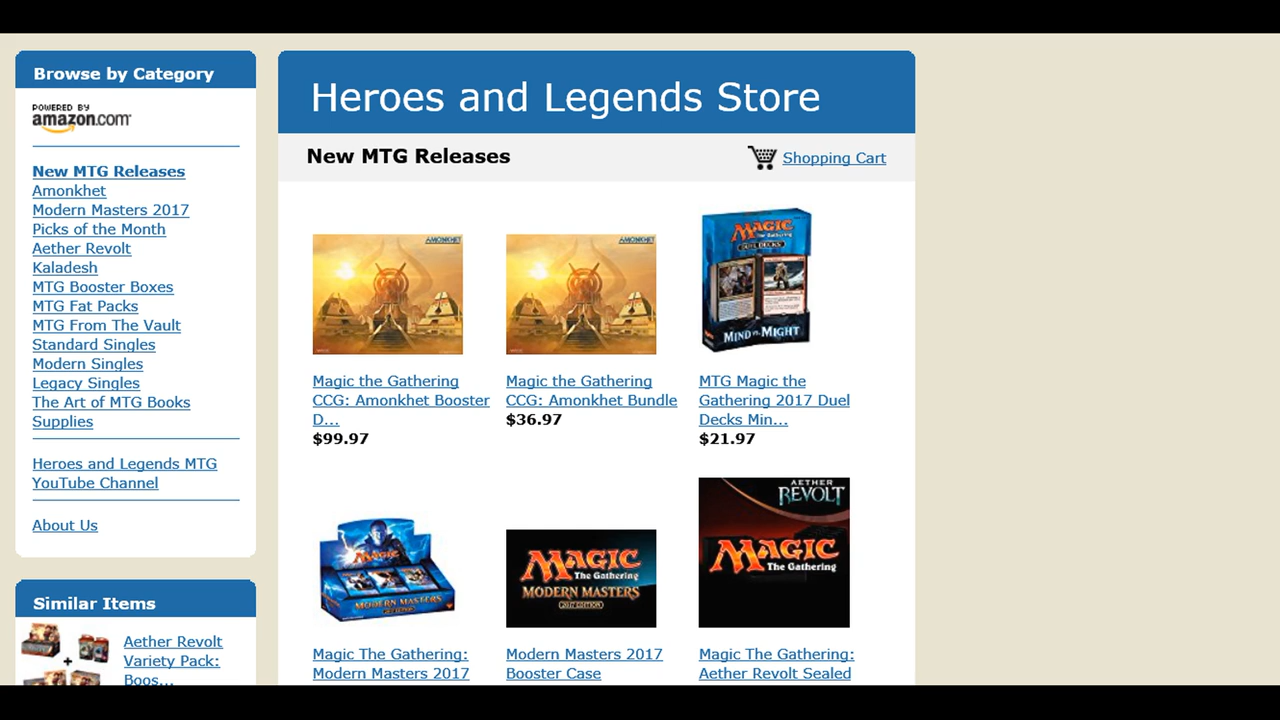 Browse by Category
POWERED BY
amazon.com
New MTG Releases
Amonkhet
Modern Masters 2017
Picks of the Month
Aether Revolt
Kaladesh
MTG Booster Boxes
MTG Fat Packs
MTG From The Vault
Standard Singles
Modern Singles
Legacy Singles
The Art of MTG Books
Supplies
Heroes and Legends MTG
YouTube Channel
About Us
Similar Items
Aether Revolt
Variety Pack:
Boos...
Heroes and Legends Store
New MTG Releases
Shopping Cart
AMONKHET
AMONKHET
MAGIC
The Gathering
DUEL DECKS
MIND vs. MIGHT
Magic the Gathering
CCG: Amonkhet Booster
D...
$99.97
Magic the Gathering
CCG: Amonkhet Bundle
$36.97
MTG Magic the
Gathering 2017 Duel
Decks Min...
$21.97
MAGIC
MODERN MASTERS
MAGIC
The Gathering
MODERN MASTERS
2017 EDITION
AETHER
REVOLT
MAGIC
The Gathering
Magic The Gathering:
Modern Masters 2017
Modern Masters 2017
Booster Case
Magic The Gathering:
Aether Revolt Sealed